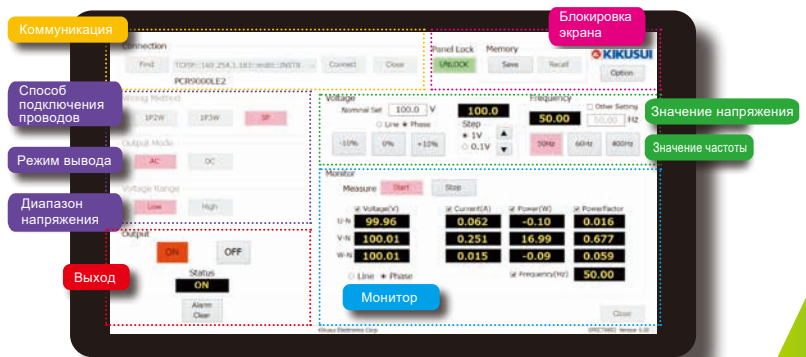 Коммуникация
Блокировка
экрана
Connection
Panel Lock
Memory
KIKUSUI
Find
Connect
Close
UNLOCK
Save
Recall
Option
PCR9000LE2
Способ
подключения
проводов
Wiring Method
1P2W
1P3W
3P
Voltage
Nominal Set
100.0
V
100.0
Line
Phase
Step
1V
0.1V
-10%
0%
+10%
Frequency
Other Setting
50.00
50.00
Hz
50Hz
60Hz
400Hz
Значение напряжения
Значение частоты
Режим вывода
Output Mode
AC
DC
Диапазон
напряжения
Voltage Range
Low
High
Monitor
Measure
Start
Stop
Voltage(V)
Current(A)
Power(W)
PowerFactor
U-N 99.96 0.062 -0.10 0.016
V-N 100.01 0.251 16.99 0.677
W-N 100.01 0.015 -0.09 0.059
Line
Phase
Frequency(Hz)
50.00
Монитор
Close
Выход
Output
ON
OFF
Status
ON
Alarm
Clear
Kikusui Electronics Corp.